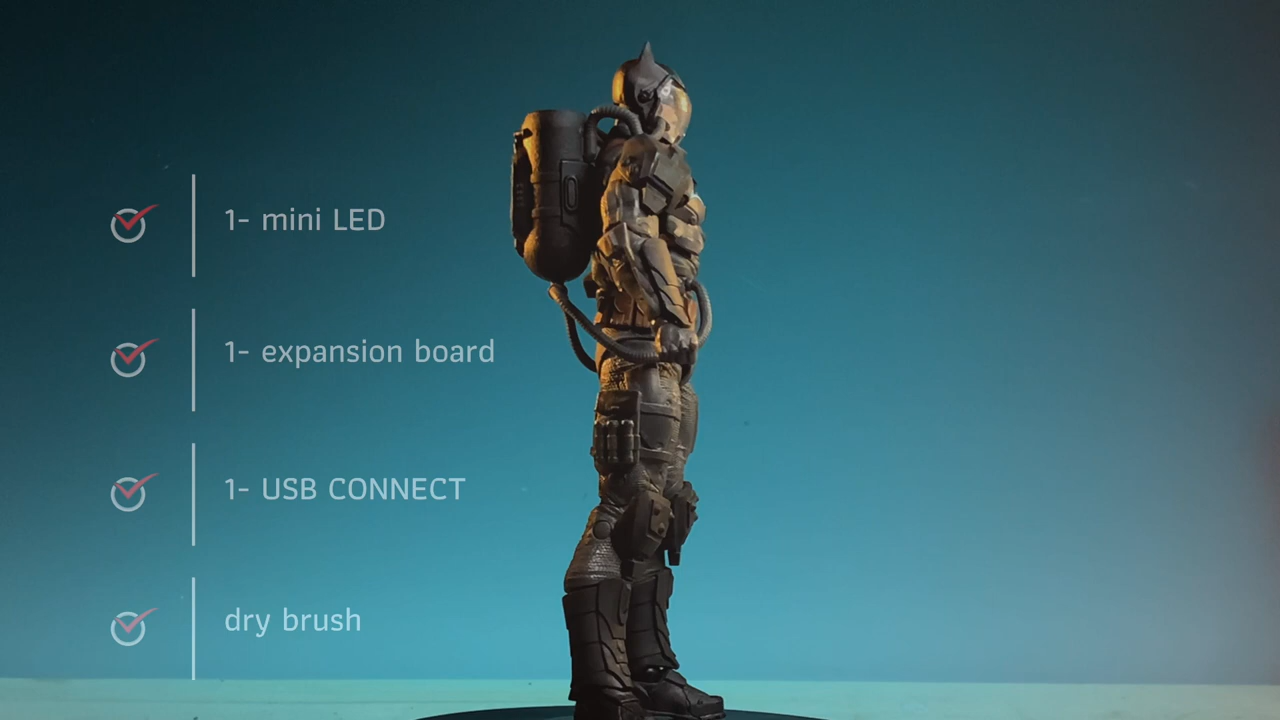 1- mini LED
1- expansion board
1- USB CONNECT
dry brush